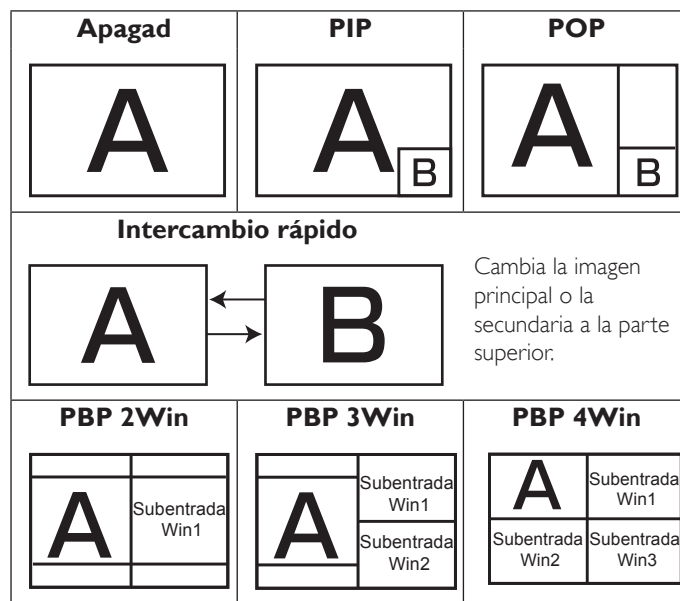 Apagad
PIP
POP
A
A
B
A
B
Intercambio rápido
A
B
Cambia la imagen
principal o la
secundaria a la parte
superior.
PBP 2Win
PBP 3Win
PBP 4Win
A
Subentrada
Win1
A
Subentrada
Win1
Subentrada
Win2
A
Subentrada
Win1
Subentrada
Win2
Subentrada
Win3